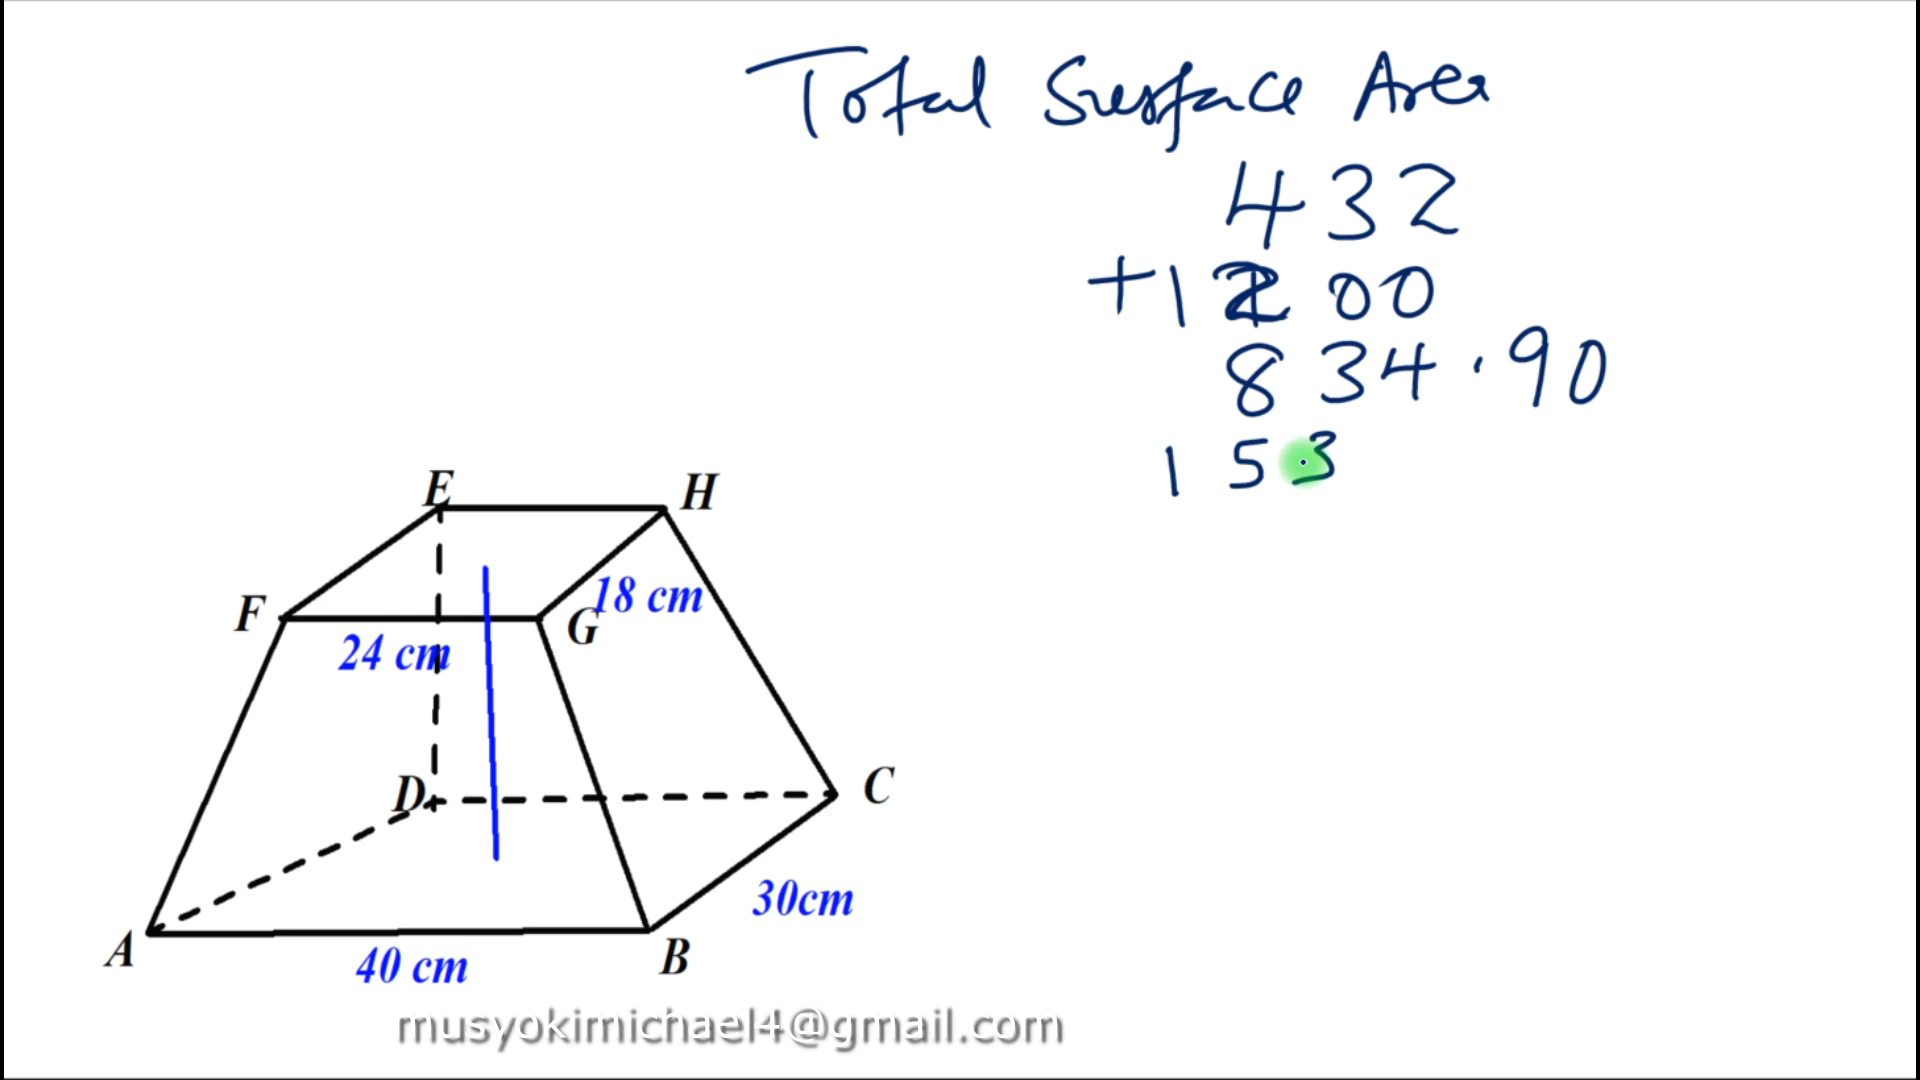 Total Surface Area
432
+1200
834.90
153
E
H
F
G
18 cm
24 cm
D
C
30cm
A
B
40 cm
musyokimichael4@gmail.com